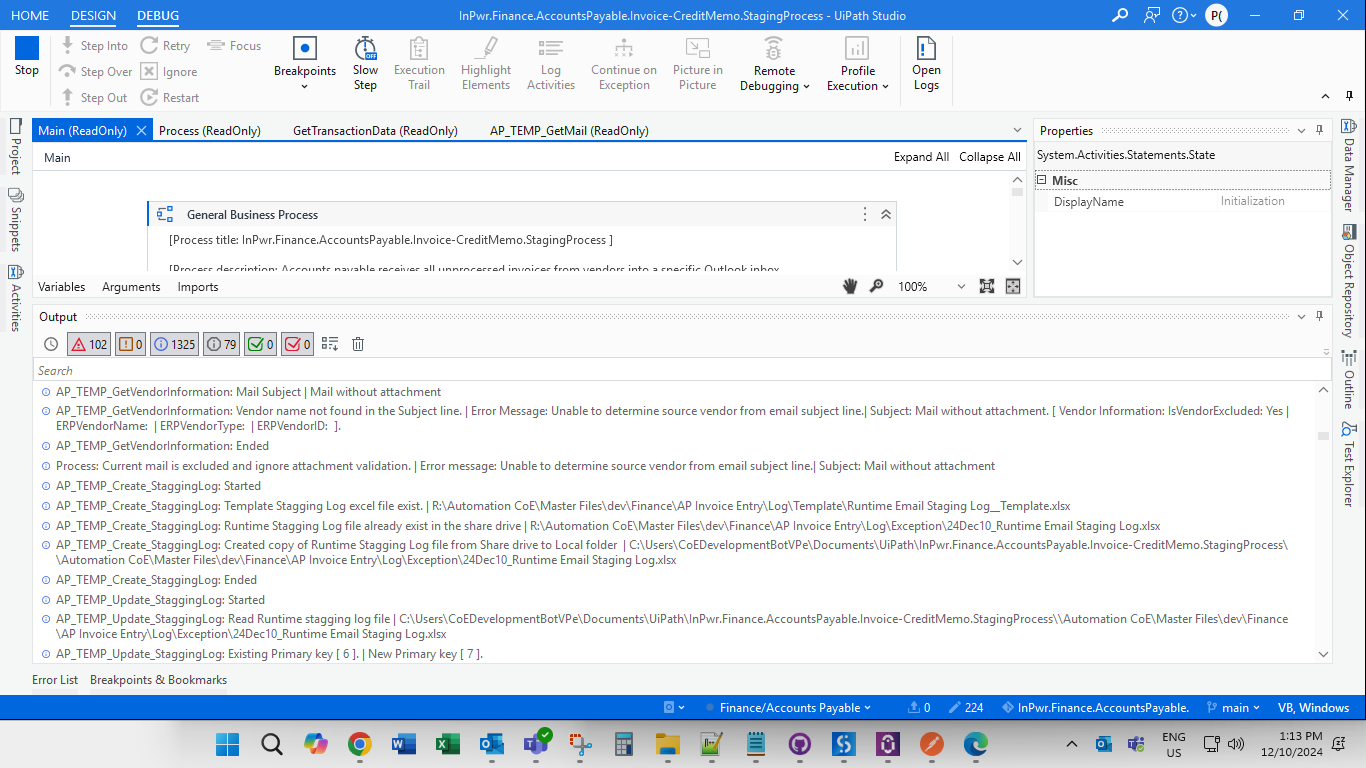 HOME
DESIGN
DEBUG
InPwr.Finance.AccountsPayable.Invoice-CreditMemo.StagingProcess - UiPath Studio
P(
Stop
Step Into
Retry
Focus
Step Over
Ignore
Step Out
Restart
Breakpoints
Slow
Step
Execution
Trail
Highlight
Elements
Log
Activities
Continue on
Exception
Picture in
Picture
Remote
Debugging
Profile
Execution
Open
Logs
Project
Snippets
Activities
Main (ReadOnly)
Process (ReadOnly)
GetTransactionData (ReadOnly)
AP_TEMP_GetMail (ReadOnly)
Main
Expand All
Collapse All
General Business Process
[Process title: InPwr.Finance.AccountsPayable.Invoice-CreditMemo.StagingProcess ]
[Process description: Accounts payable receives all unprocessed invoices from vendors into a specific Outlook inbox
Variables
Arguments
Imports
100%
Properties
System.Activities.Statements.State
Misc
DisplayName
Initialization
Data Manager
Object Repository
Outline
Test Explorer
Output
102
0
1325
79
0
0
Search
AP_TEMP_GetVendorInformation: Mail Subject | Mail without attachment
AP_TEMP_GetVendorInformation: Vendor name not found in the Subject line. | Error Message: Unable to determine source vendor from email subject line.| Subject: Mail without attachment. [ Vendor Information: IsVendorExcluded: Yes |
ERPVendorName:  | ERPVendorType:  | ERPVendorID:  ].
AP_TEMP_GetVendorInformation: Ended
Process: Current mail is excluded and ignore attachment validation. | Error message: Unable to determine source vendor from email subject line.| Subject: Mail without attachment
AP_TEMP_Create_StaggingLog: Started
AP_TEMP_Create_StaggingLog: Template Stagging Log excel file exist. | R:\Automation CoE\Master Files\dev\Finance\AP Invoice Entry\Log\Template\Runtime Email Staging Log__Template.xlsx
AP_TEMP_Create_StaggingLog: Runtime Stagging Log file already exist in the share drive | R:\Automation CoE\Master Files\dev\Finance\AP Invoice Entry\Log\Exception\24Dec10_Runtime Email Staging Log.xlsx
AP_TEMP_Create_StaggingLog: Created copy of Runtime Stagging Log file from Share drive to Local folder  | C:\Users\CoEDevelopmentBotVPe\Documents\UiPath\InPwr.Finance.AccountsPayable.Invoice-CreditMemo.StagingProcess\
\Automation CoE\Master Files\dev\Finance\AP Invoice Entry\Log\Exception\24Dec10_Runtime Email Staging Log.xlsx
AP_TEMP_Create_StaggingLog: Ended
AP_TEMP_Update_StaggingLog: Started
AP_TEMP_Update_StaggingLog: Read Runtime stagging log file | C:\Users\CoEDevelopmentBotVPe\Documents\UiPath\InPwr.Finance.AccountsPayable.Invoice-CreditMemo.StagingProcess\\Automation CoE\Master Files\dev\Finance
\AP Invoice Entry\Log\Exception\24Dec10_Runtime Email Staging Log.xlsx
AP_TEMP_Update_StaggingLog: Existing Primary key [ 6 ]. | New Primary key [ 7 ].
Error List
Breakpoints & Bookmarks
Finance/Accounts Payable
0
224
InPwr.Finance.AccountsPayable.
main
VB, Windows
ENG
US
1:13 PM
12/10/2024